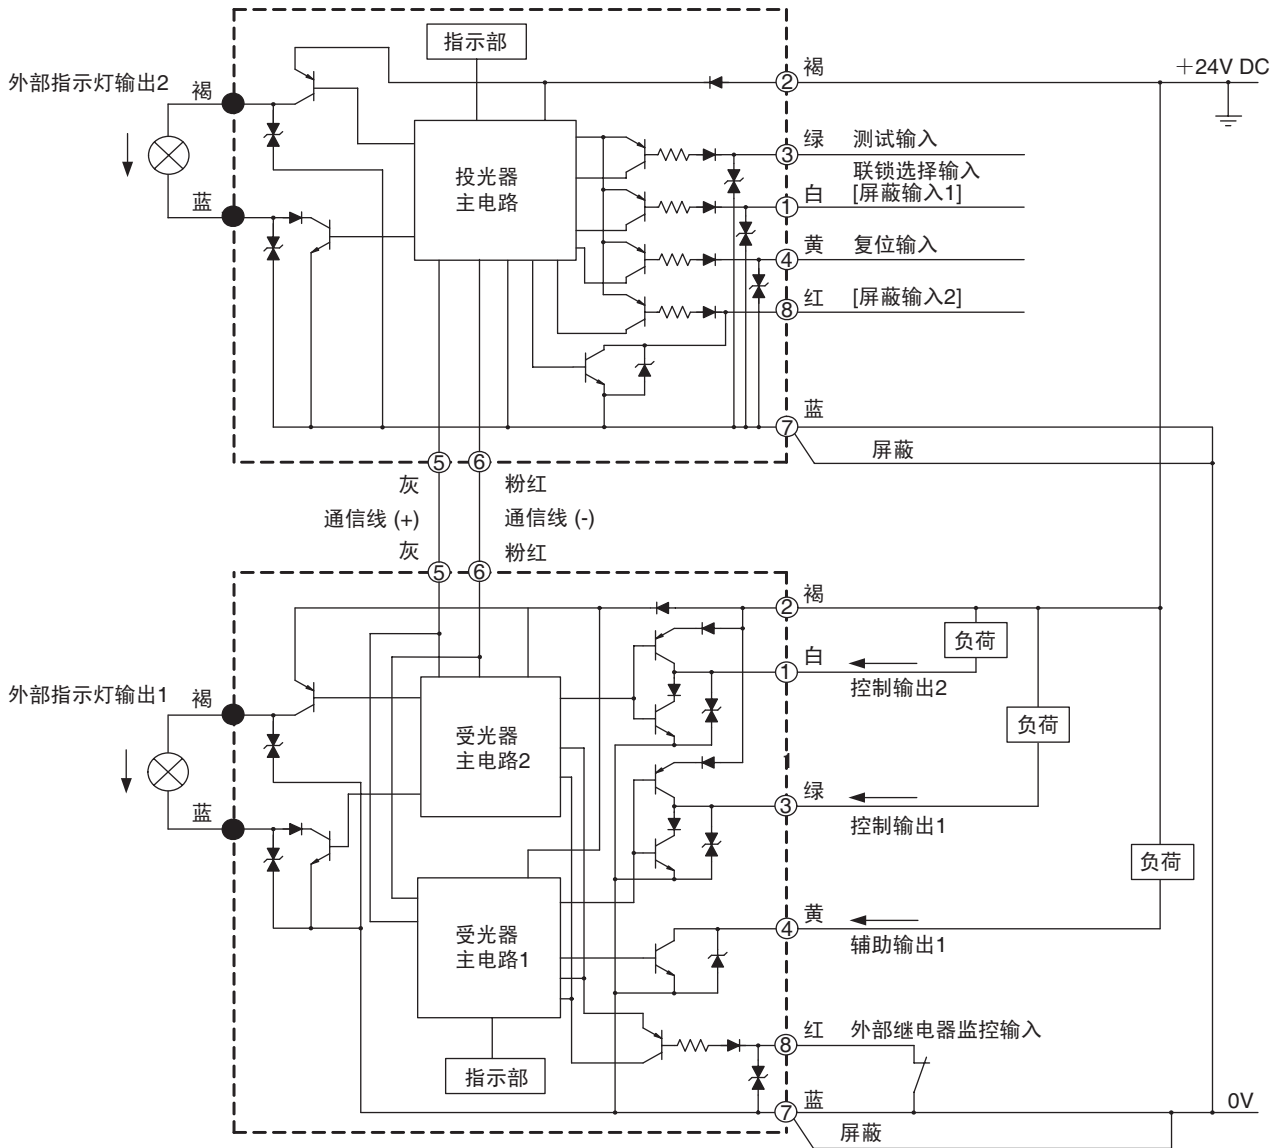 指示部
外部指示灯输出2
褐
蓝
投光器
主电路
② 褐
+24V DC
③ 绿 测试输入
联锁选择输入
① 白 [屏蔽输入1]
④ 黄 复位输入
⑧ 红 [屏蔽输入2]
⑦ 蓝
屏蔽
⑤ ⑥
灰 粉红
通信线 (+) 通信线 (-)
灰 粉红
⑤ ⑥
② 褐
负荷
① 白
控制输出2
外部指示灯输出1
褐
蓝
受光器
主电路2
负荷
1
③ 绿
控制输出1
负荷
④ 黄
辅助输出1
受光器
主电路1
⑧ 红 外部继电器监控输入
指示部
⑦ 蓝
0V
屏蔽